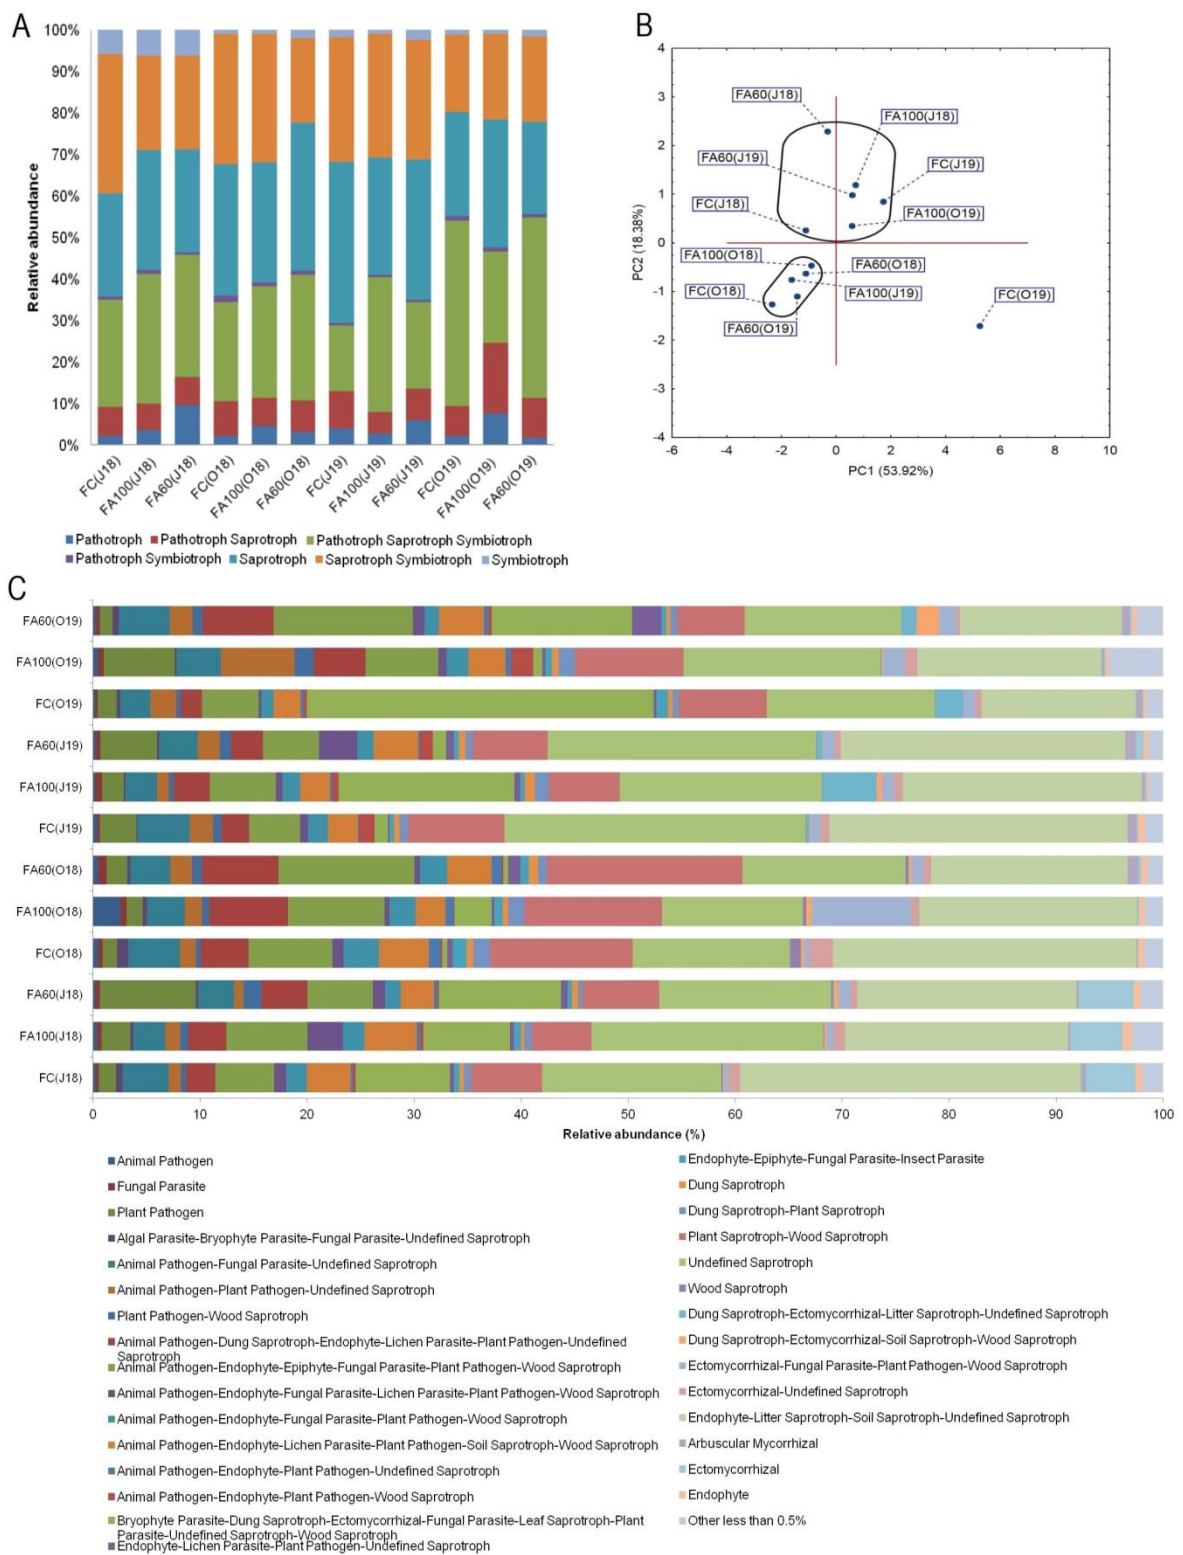 A
100%
90%
80%
70%
60%
50%
40%
30%
20%
10%
0%
Relative abundance
FC(J18)
FA100(J18)
FA60(J18)
FC(O18)
FA100(O18)
FA60(O18)
FC(J19)
FA100(J19)
FA60(J19)
FC(O19)
FA100(O19)
FA60(O19)
Pathotroph Pathotroph Saprotroph Pathotroph Saprotroph Symbiotroph
Pathotroph Symbiotroph Saprotroph Saprotroph Symbiotroph Symbiotroph
B
4
3
2
1
0
-1
-2
-3
-4
PC2 (18.38%)
FA60(J18)
FA100(J18)
FA60(J19)
FC(J19)
FC(J18)
FA100(O19)
FA100(O18)
FA60(O18)
FC(O18)
FA100(J19)
FC(O19)
FA60(O19)
-6 -4 -2 0 2 4 6 8 10
PC1 (53.92%)
C
FA60(O19)
FA100(O19)
FC(O19)
FA60(J19)
FA100(J19)
FC(J19)
FA60(O18)
FA100(O18)
FC(O18)
FA60(J18)
FA100(J18)
FC(J18)
0 10 20 30 40 50 60 70 80 90 100
Relative abundance (%)
Animal Pathogen
Fungal Parasite
Plant Pathogen
Algal Parasite-Bryophyte Parasite-Fungal Parasite-Undefined Saprotroph
Animal Pathogen-Fungal Parasite-Undefined Saprotroph
Animal Pathogen-Plant Pathogen-Undefined Saprotroph
Plant Pathogen-Wood Saprotroph
Animal Pathogen-Dung Saprotroph-Endophyte-Lichen Parasite-Plant Pathogen-Undefined
Saprotroph
Animal Pathogen-Endophyte-Epiphyte-Fungal Parasite-Plant Pathogen-Wood Saprotroph
Animal Pathogen-Endophyte-Fungal Parasite-Lichen Parasite-Plant Pathogen-Wood Saprotroph
Animal Pathogen-Endophyte-Fungal Parasite-Plant Pathogen-Wood Saprotroph
Animal Pathogen-Endophyte-Lichen Parasite-Plant Pathogen-Soil Saprotroph-Wood Saprotroph
Animal Pathogen-Endophyte-Plant Pathogen-Undefined Saprotroph
Animal Pathogen-Endophyte-Plant Pathogen-Wood Saprotroph
Bryophyte Parasite-Dung Saprotroph-Ectomycorrhizal-Fungal Parasite-Leaf Saprotroph-Plant
Parasite-Undefined Saprotroph-Wood Saprotroph
Endophyte-Lichen Parasite-Plant Pathogen-Undefined Saprotroph
Endophyte-Epiphyte-Fungal Parasite-Insect Parasite
Dung Saprotroph
Dung Saprotroph-Plant Saprotroph
Plant Saprotroph-Wood Saprotroph
Undefined Saprotroph
Wood Saprotroph
Dung Saprotroph-Ectomycorrhizal-Litter Saprotroph-Undefined Saprotroph
Dung Saprotroph-Ectomycorrhizal-Soil Saprotroph-Wood Saprotroph
Ectomycorrhizal-Fungal Parasite-Plant Pathogen-Wood Saprotroph
Ectomycorrhizal-Undefined Saprotroph
Endophyte-Litter Saprotroph-Soil Saprotroph-Undefined Saprotroph
Arbuscular Mycorrhizal
Ectomycorrhizal
Endophyte
Other less than 0.5%